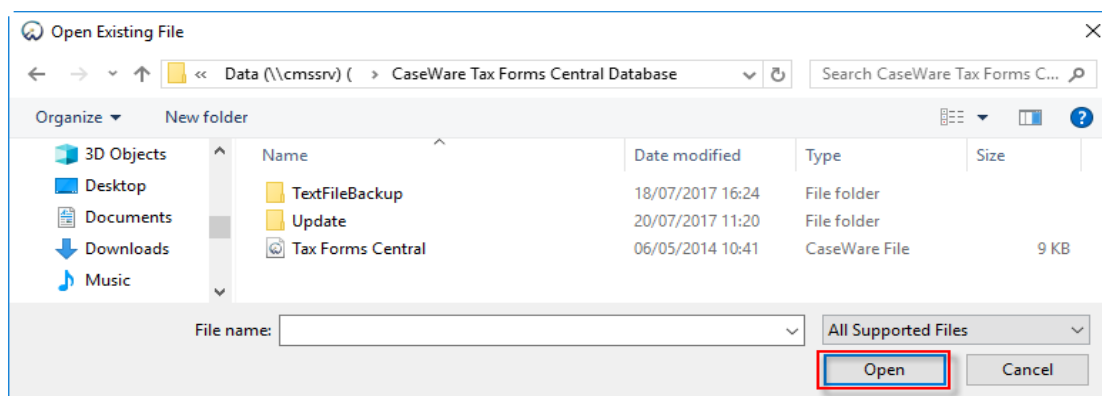 Open Existing File
« Data (\\cmssrv) ( > CaseWare Tax Forms Central Database Search CaseWare Tax Forms C...
Organize New folder
3D Objects Name Date modified Type Size
Desktop TextFileBackup 18/07/2017 16:24 File folder
Documents Update 20/07/2017 11:20 File folder
Downloads Tax Forms Central 06/05/2014 10:41 CaseWare File 9 KB
Music
File name: All Supported Files
Open Cancel